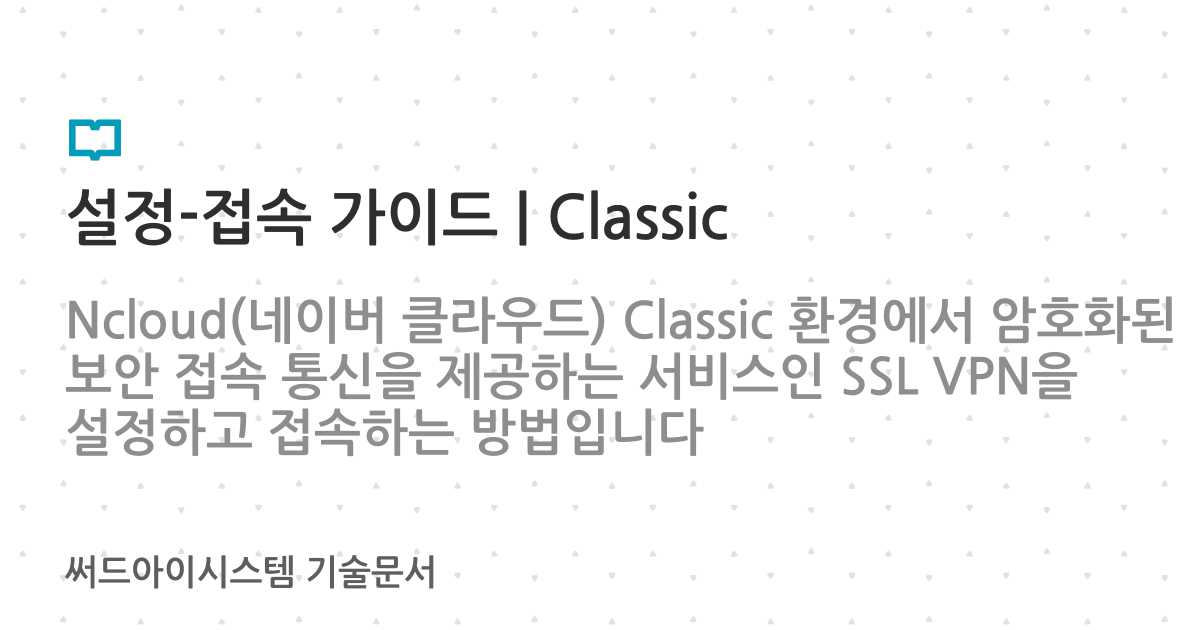 설정-접속 가이드 | Classic
Ncloud(네이버 클라우드) Classic 환경에서 암호화된
보안 접속 통신을 제공하는 서비스인 SSL VPN을
설정하고 접속하는 방법입니다
써드아이시스템 기술문서